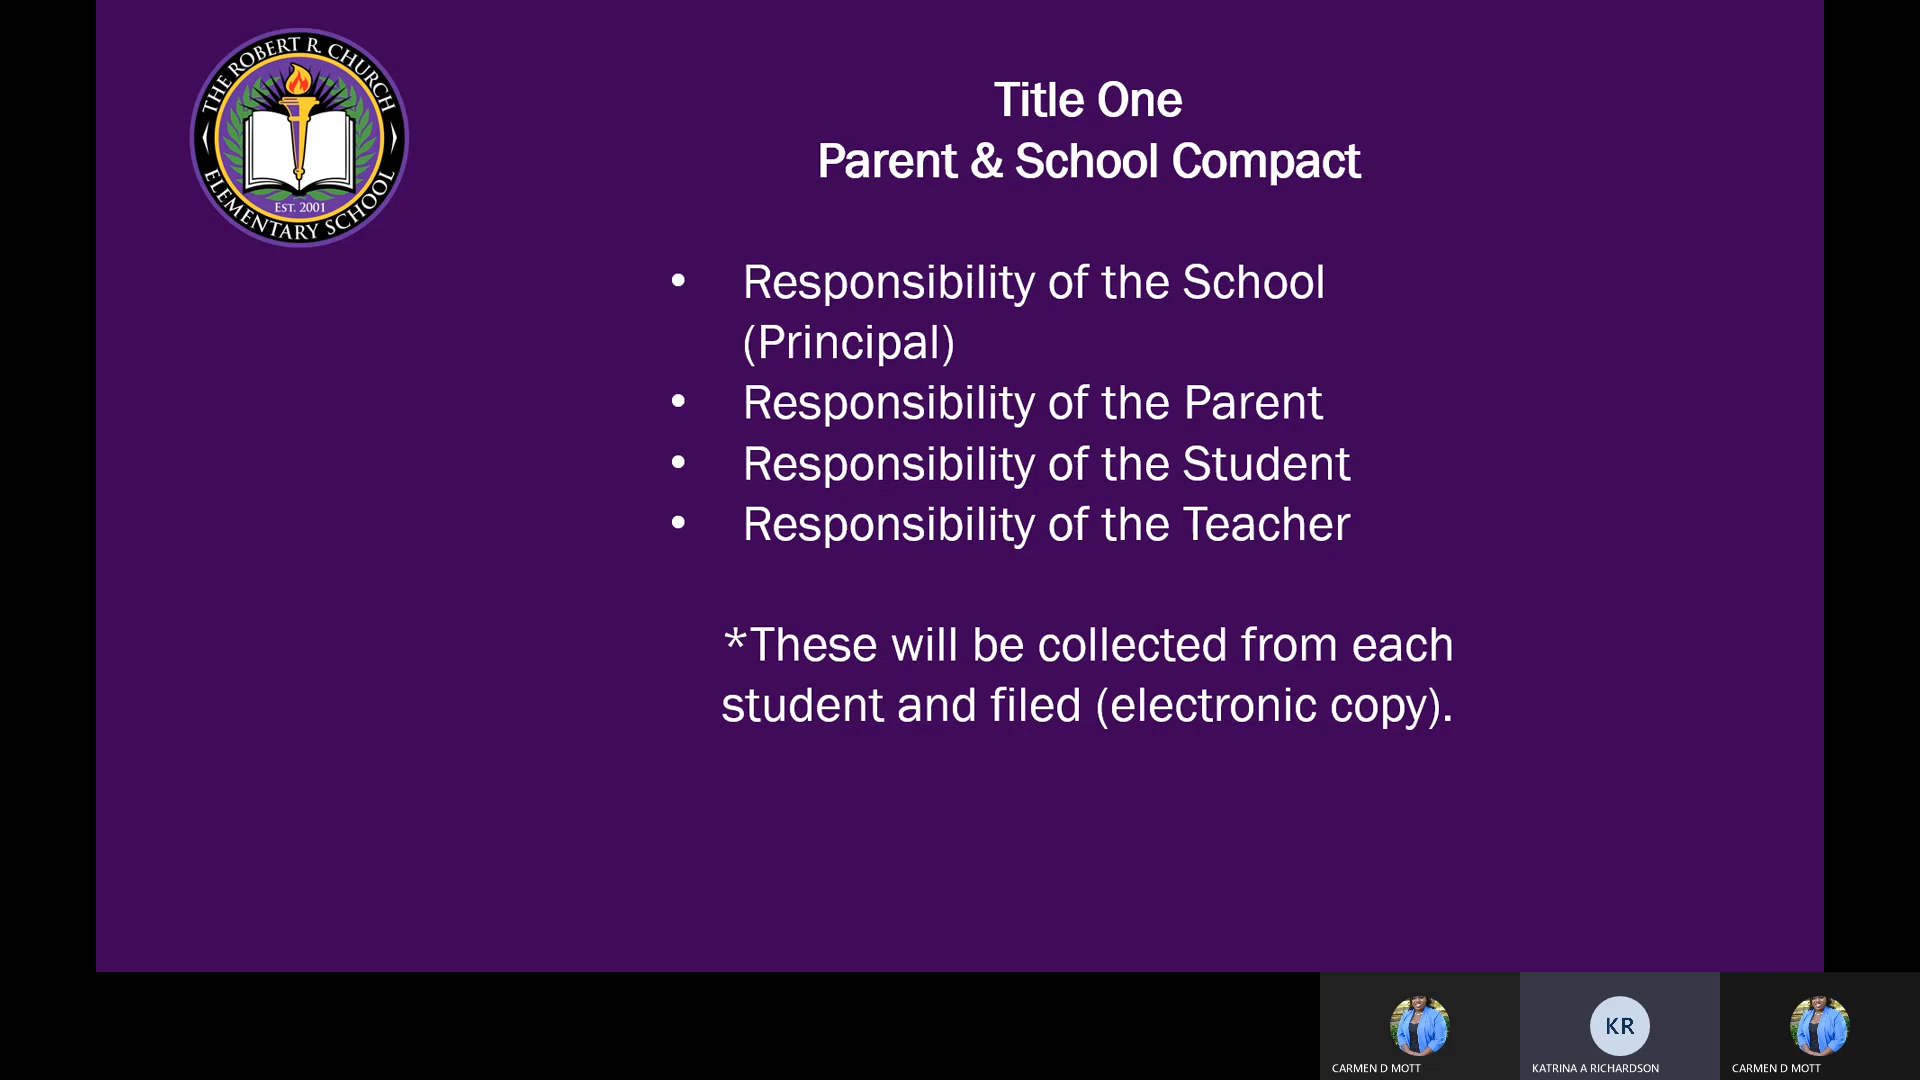 THE ROBERT R. CHURCH
ELEMENTARY SCHOOL
EST. 2001
Title One
Parent & School Compact
• Responsibility of the School
(Principal)
• Responsibility of the Parent
• Responsibility of the Student
• Responsibility of the Teacher
*These will be collected from each
student and filed (electronic copy).
KR
CARMEN D MOTT
KATRINA A RICHARDSON
CARMEN D MOTT